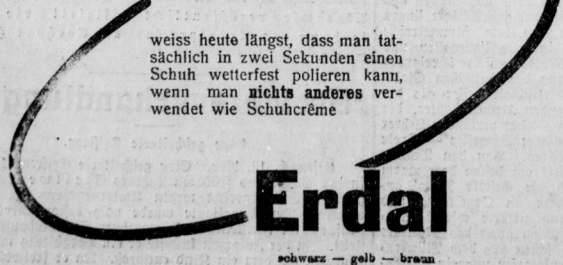 weiss heute längst, dass man tat-
sächlich in zwei Sekunden einen
Schuh wetterfest polieren kann,
wenn man nichts anderes ver-
wendet wie Schuhcrême
Erdal
schwarz — gelb — braun